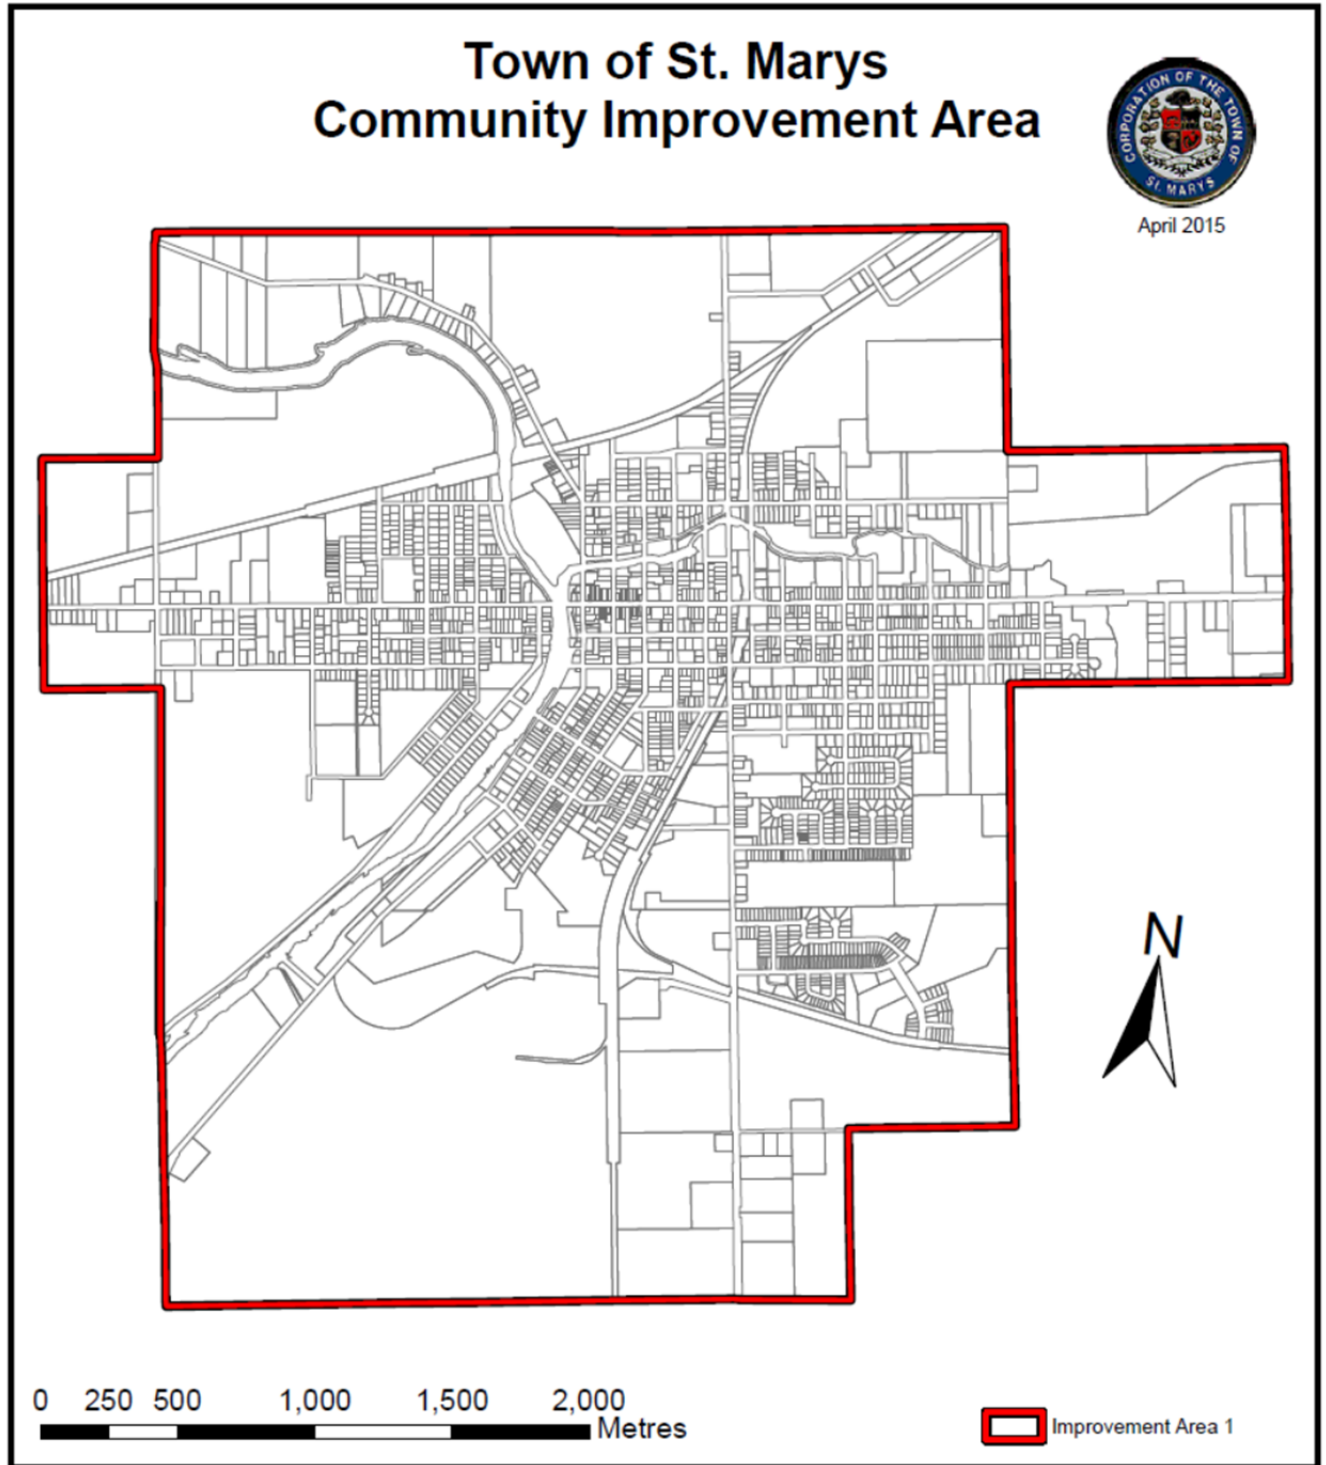 Town of St. Marys
Community Improvement Area
CORPORATION OF THE TOWN OF
ST. MARYS
April 2015
N
0 250 500 1,000 1,500 2,000
Metres
Improvement Area 1